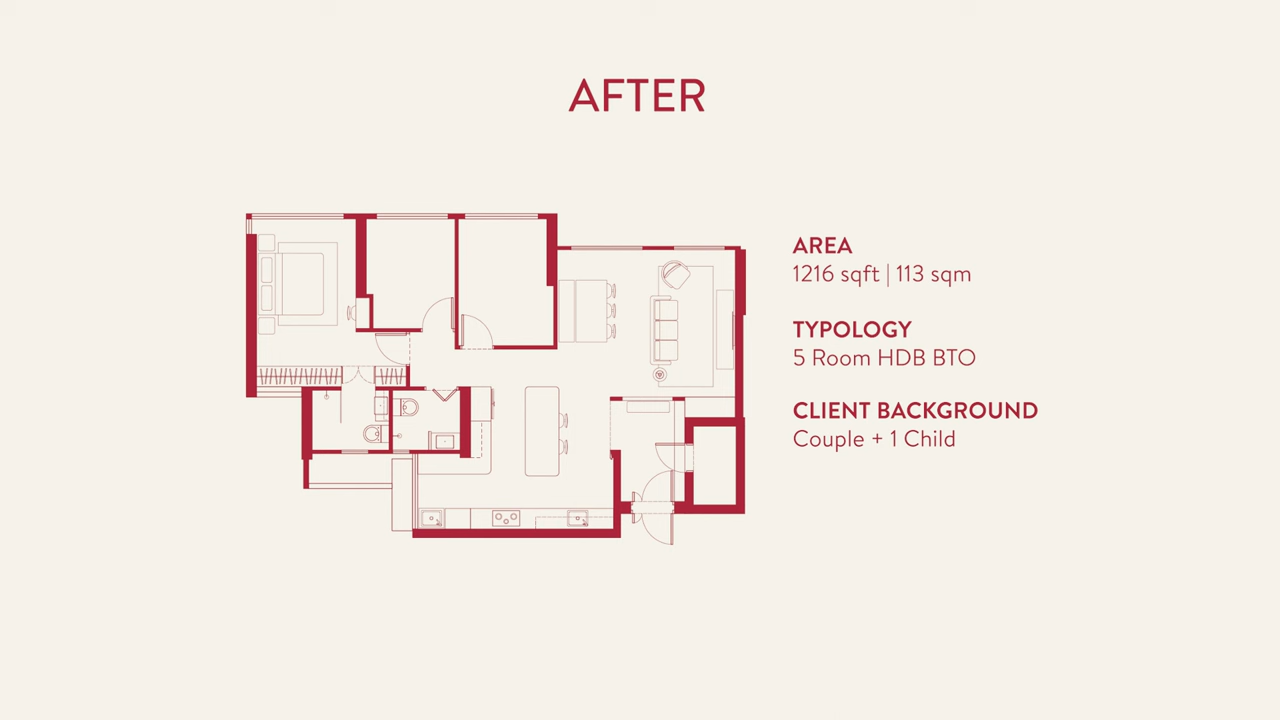 AFTER
AREA
1216 sqft | 113 sqm
TYPOLOGY
5 Room HDB BTO
CLIENT BACKGROUND
Couple + 1 Child